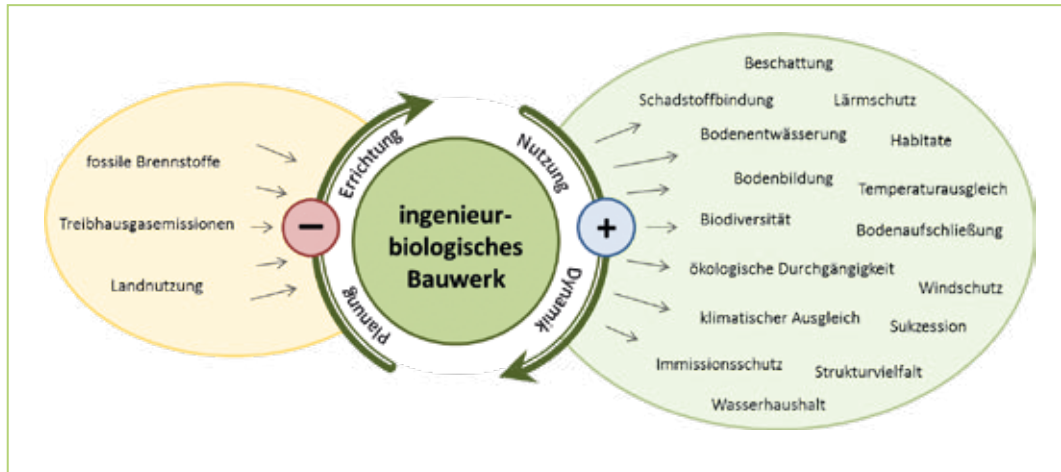 fossile Brennstoffe
Treibhausgasemissionen
Landnutzung
−
Errichtung
planung
ingenieur-
biologisches
Bauwerk
Nutzung
Dynamik
+
Beschattung
Schadstoffbindung
Lärmschutz
Bodenentwässerung
Habitate
Bodenbildung
Temperaturausgleich
Biodiversität
Bodenaufschließung
ökologische Durchgängigkeit
Windschutz
klimatischer Ausgleich
Sukzession
Immissionsschutz
Strukturvielfalt
Wasserhaushalt